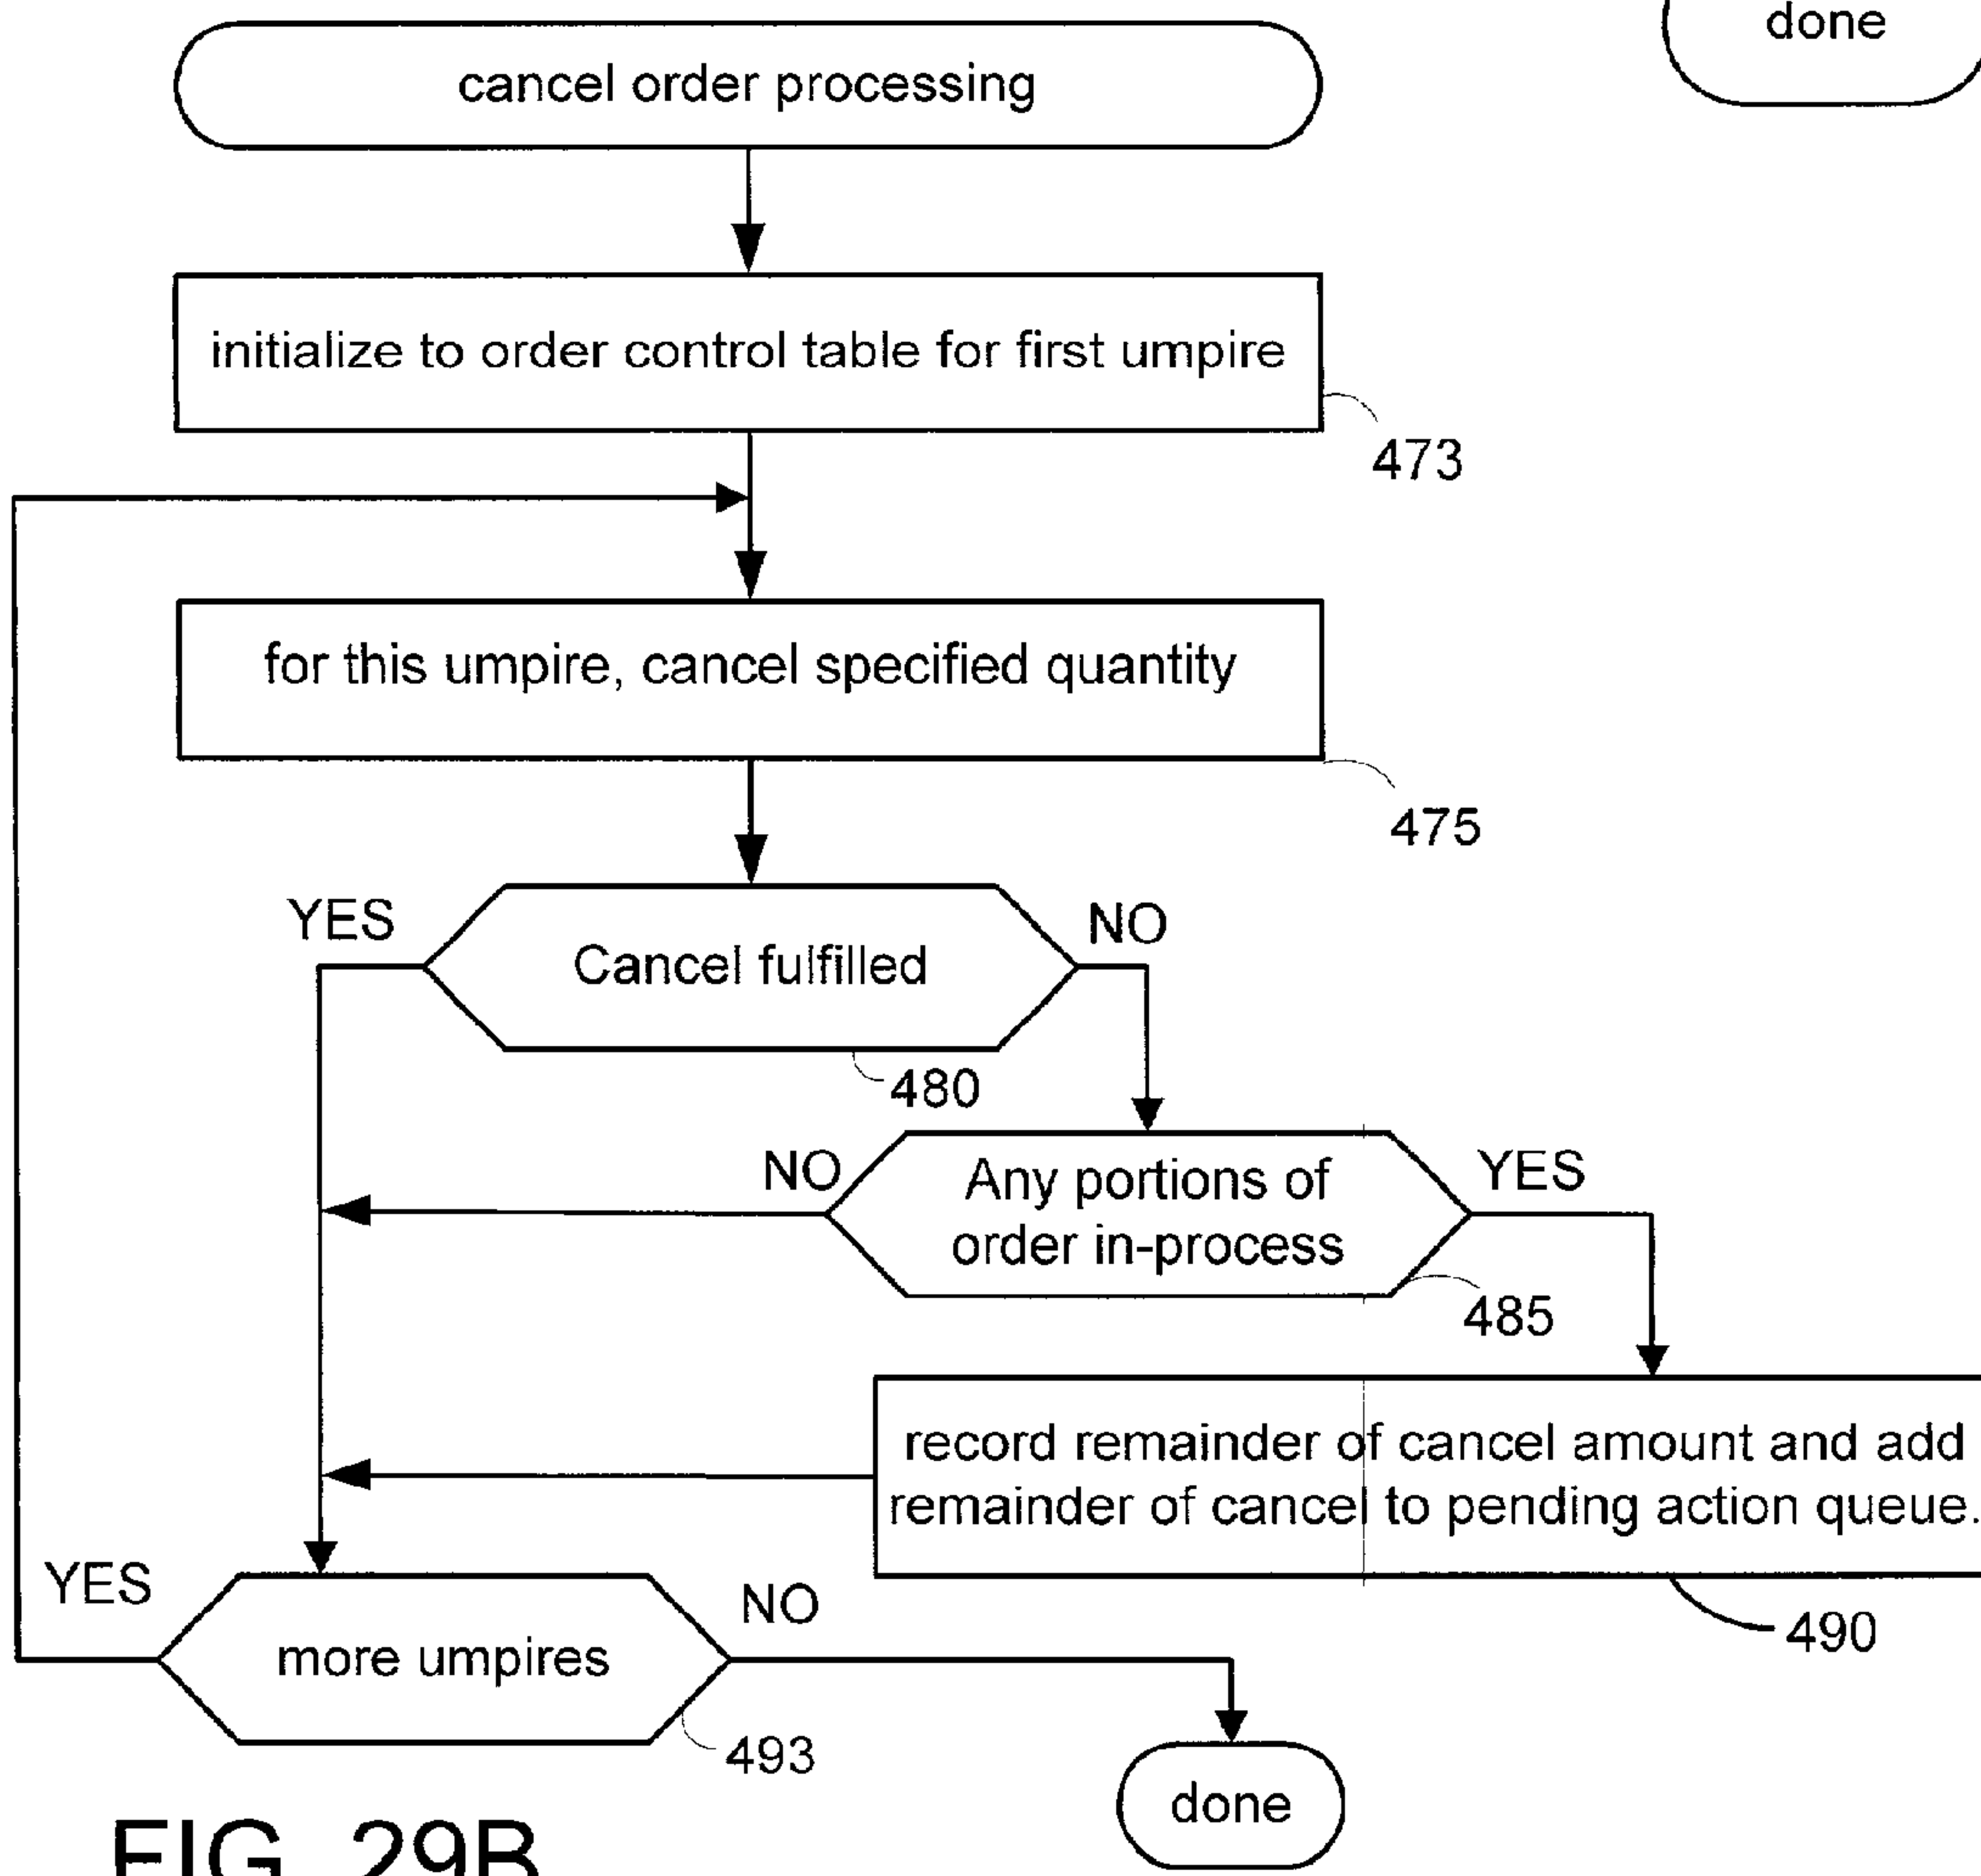 done
cancel order processing
initialize to order control table for first umpire
473
for this umpire, cancel specified quantity
475
YES
NO
Cancel fulfilled
480
NO
YES
Any portions of
order in-process
485
record remainder of cancel amount and add
remainder of cancel to pending action queue.
490
YES
NO
more umpires
493
done
FIG. 29B